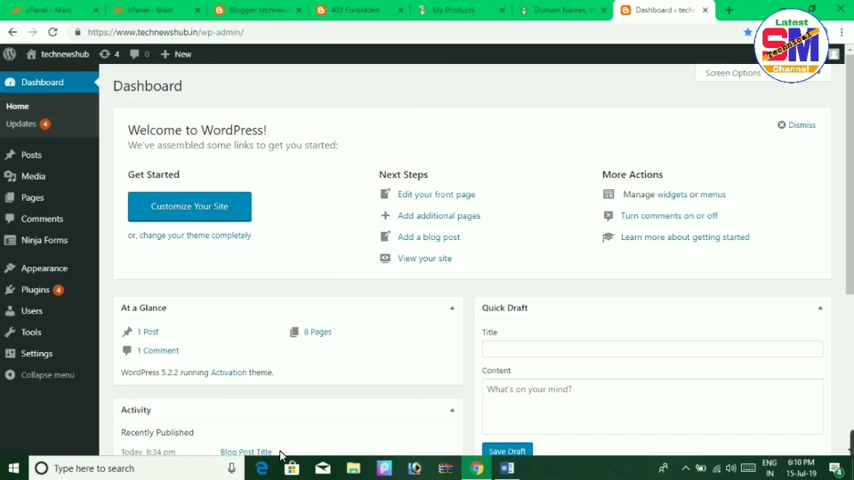 cPanel - Main
cPanel - Main
Blogger: technew
403 Forbidden
My Products
Domain Names, V
Dashboard ‹ tech
https://www.technewshub.in/wp-admin/
Latest
SM
Technical
Channel
technewshub
4
0
New
Dashboard
Home
Updates 4
Posts
Media
Pages
Comments
Ninja Forms
Appearance
Plugins 4
Users
Tools
Settings
Collapse menu
Dashboard
Screen Options
Welcome to WordPress!
Dismiss
We've assembled some links to get you started:
Get Started
Customize Your Site
or, change your theme completely
Next Steps
Edit your front page
Add additional pages
Add a blog post
View your site
More Actions
Manage widgets or menus
Turn comments on or off
Learn more about getting started
At a Glance
1 Post
8 Pages
1 Comment
WordPress 5.2.2 running Activation theme.
Activity
Recently Published
Today, 8:34 pm
Blog Post Title
Quick Draft
Title
Content
What's on your mind?
Save Draft
Type here to search
ENG
IN
6:10 PM
15-Jul-19
4